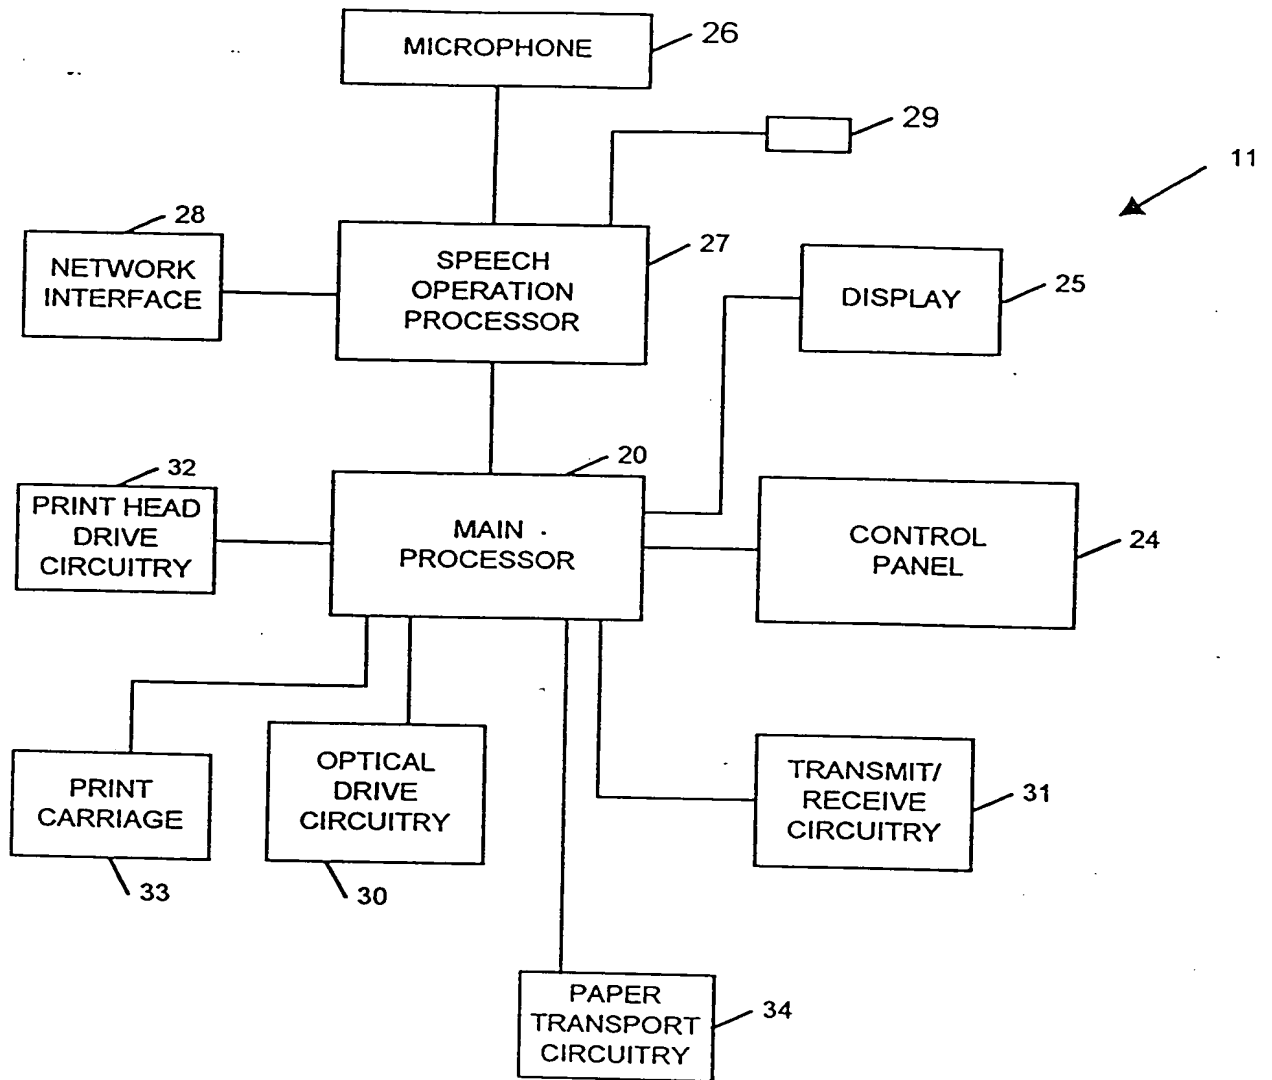 MICROPHONE
26
29
11
28
NETWORK
INTERFACE
SPEECH
OPERATION
PROCESSOR
27
DISPLAY
25
32
PRINT HEAD
DRIVE
CIRCUITRY
20
MAIN
PROCESSOR
CONTROL
PANEL
24
PRINT
CARRIAGE
33
OPTICAL
DRIVE
CIRCUITRY
30
TRANSMIT/
RECEIVE
CIRCUITRY
31
PAPER
TRANSPORT
CIRCUITRY
34